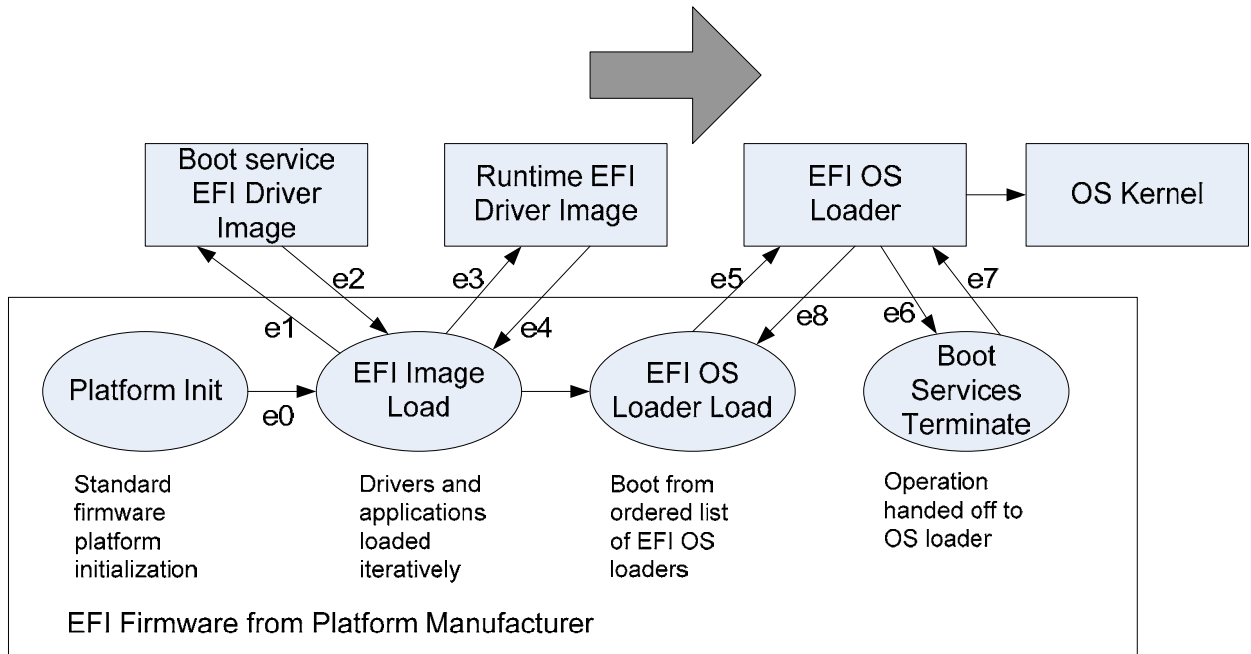 Boot service
EFI Driver
Image
Runtime EFI
Driver Image
EFI OS
Loader
OS Kernel
e1
e2
e3
e4
e5
e8
e6
e7
Platform Init
e0
EFI Image
Load
EFI OS
Loader Load
Boot
Services
Terminate
Standard
firmware
platform
initialization
Drivers and
applications
loaded
iteratively
Boot from
ordered list
of EFI OS
loaders
Operation
handed off to
OS loader
EFI Firmware from Platform Manufacturer